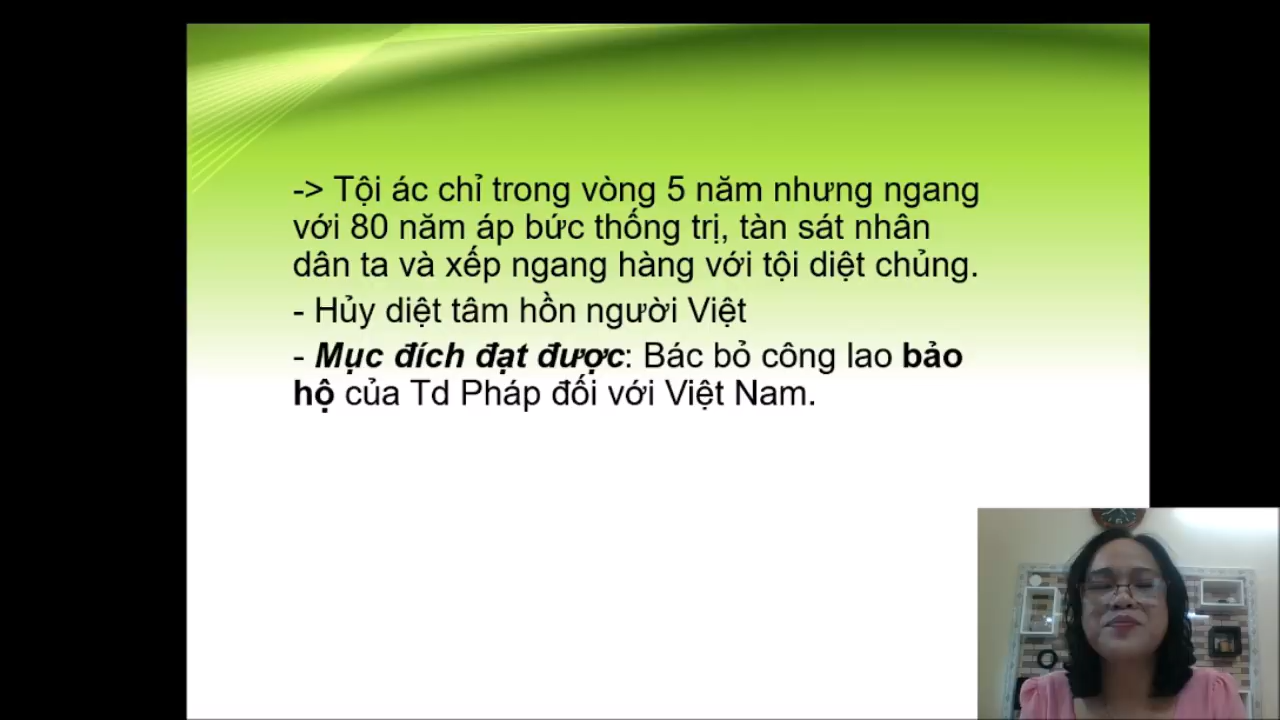 -> Tội ác chỉ trong vòng 5 năm nhưng ngang
với 80 năm áp bức thống trị, tàn sát nhân
dân ta và xếp ngang hàng với tội diệt chủng.
- Hủy diệt tâm hồn người Việt
- Mục đích đạt được: Bác bỏ công lao bảo
hộ của Td Pháp đối với Việt Nam.